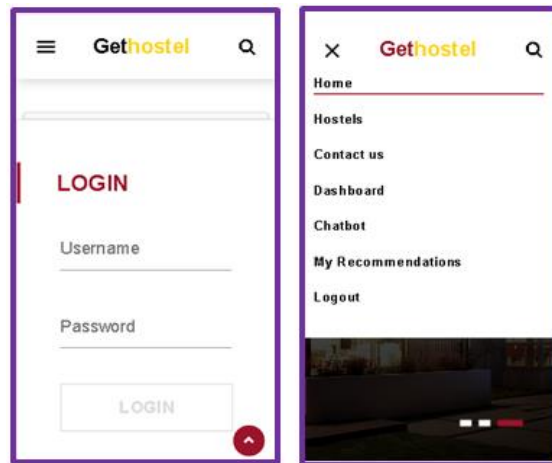 Gethostel
LOGIN
Username
Password
LOGIN
Gethostel
Home
Hostels
Contact us
Dashboard
Chatbot
My Recommendations
Logout